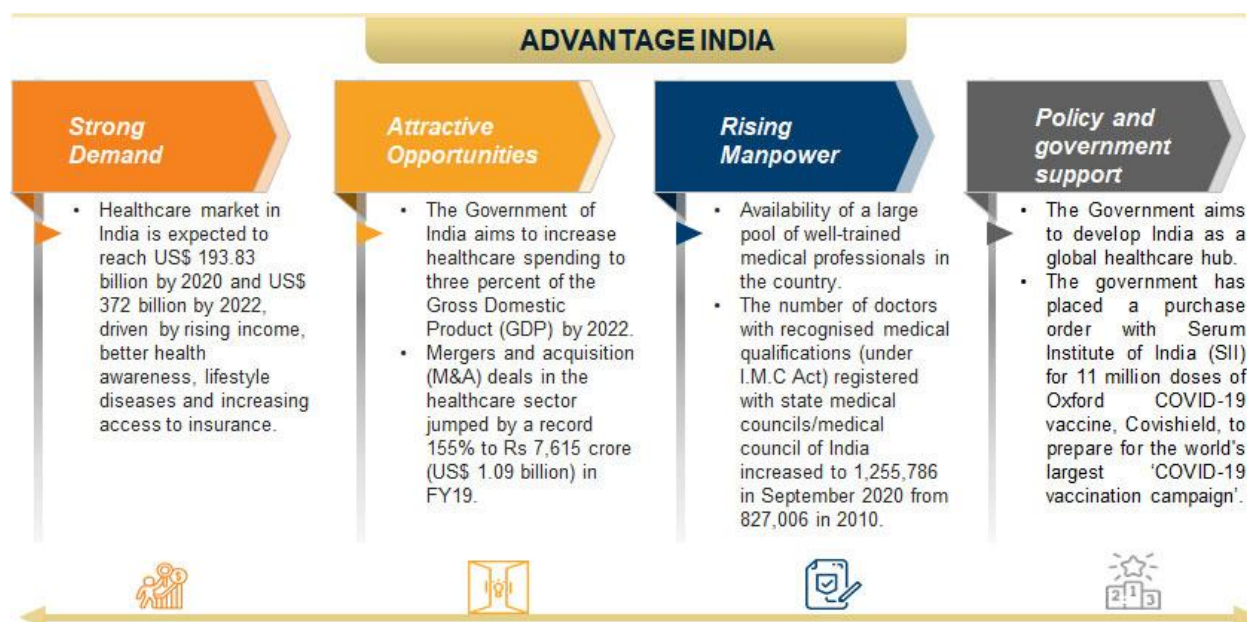 ADVANTAGE INDIA
Strong
Demand
• Healthcare market in
India is expected to
reach US$ 193.83
billion by 2020 and US$
372 billion by 2022,
driven by rising income,
better health
awareness, lifestyle
diseases and increasing
access to insurance.
Attractive
Opportunities
• The Government of
India aims to increase
healthcare spending to
three percent of the
Gross Domestic
Product (GDP) by 2022.
• Mergers and acquisition
(M&A) deals in the
healthcare sector
jumped by a record
155% to Rs 7,615 crore
(US$ 1.09 billion) in
FY19.
Rising
Manpower
• Availability of a large
pool of well-trained
medical professionals in
the country.
• The number of doctors
with recognised medical
qualifications (under
I.M.C Act) registered
with state medical
councils/medical
council of India
increased to 1,255,786
in September 2020 from
827,006 in 2010.
Policy and
government
support
• The Government aims
to develop India as a
global healthcare hub.
• The government has
placed a purchase
order with Serum
Institute of India (SII)
for 11 million doses of
Oxford COVID-19
vaccine, Covishield, to
prepare for the world's
largest ‘COVID-19
vaccination campaign’.
2 1 3